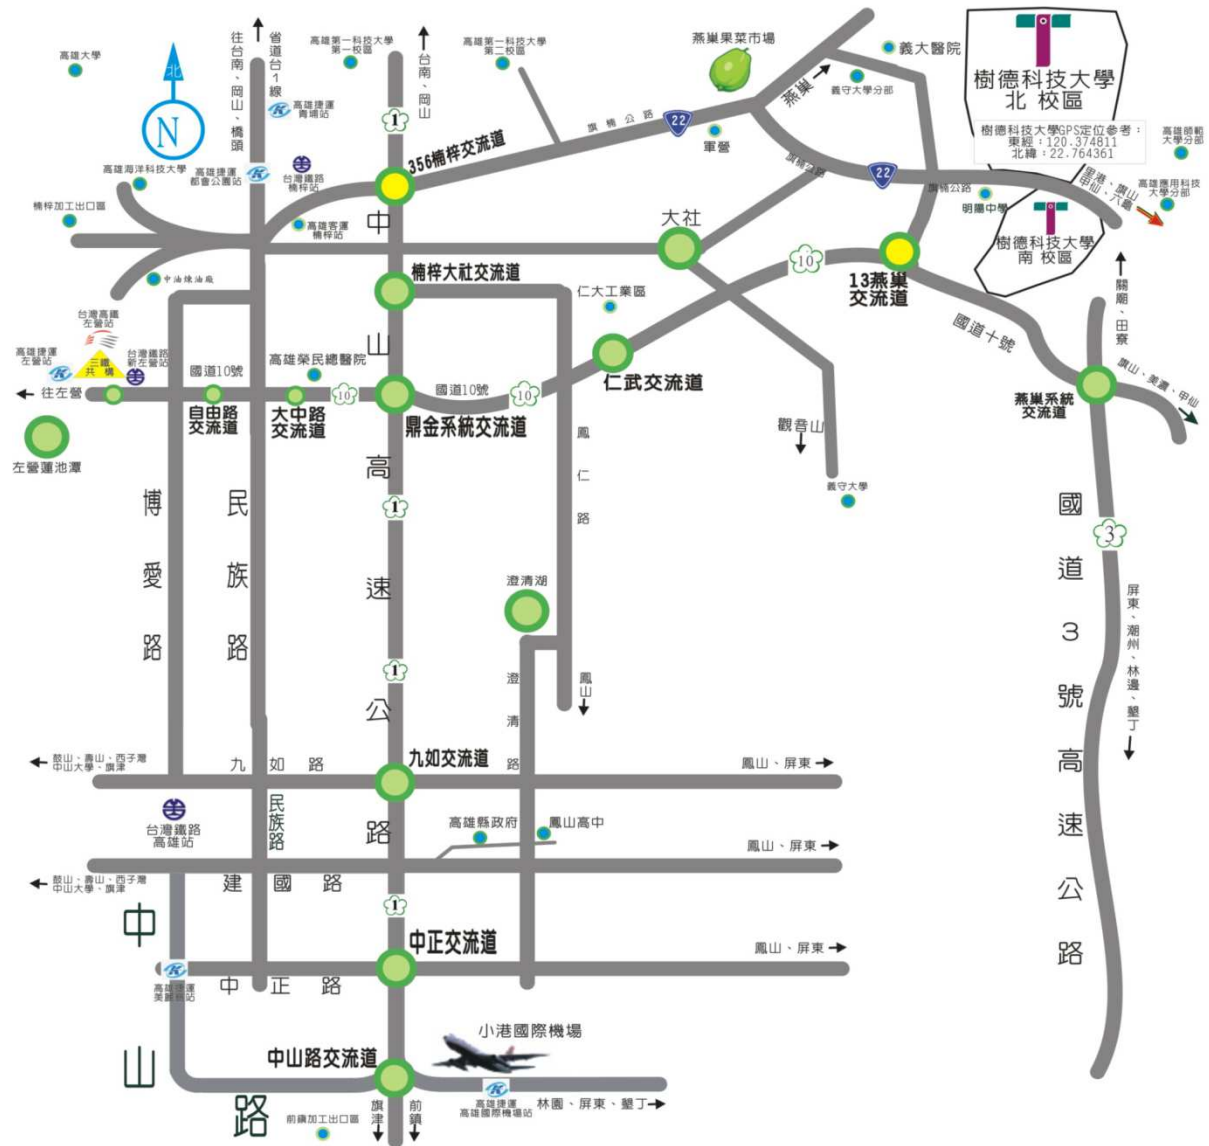 高雄大學
往台南、岡山、橋頭
省道台1線
高雄第一科技大學
第一校區
台南、岡山
高雄第一科技大學
第二校區
燕巢果菜市場
燕巢
義大醫院
義守大學分部
樹德科技大學
北 校區
樹德科技大學GPS定位參考：
東經：120.374811
北緯：22.764361
高雄師範
大學分部
高雄應用科技
大學分部
里港、旗山
甲仙、六龜
北
N
高雄捷運
青埔站
1
旗楠公路
22
軍營
356楠梓交流道
高雄海洋科技大學
高雄捷運
都會公園站
台灣鐵路
楠梓站
旗楠公路
22
旗楠公路
明陽中學
樹德科技大學
南 校區
楠梓加工出口區
高雄客運
楠梓站
大社
10
13燕巢
交流道
關廟、田寮
中油煉油廠
楠梓大社交流道
仁大工業區
國道十號
台灣高鐵
左營站
高雄捷運
左營站
三鐵
共構
台灣鐵路
新左營站
國道10號
高雄榮民總醫院
國道10號
仁武交流道
旗山、美濃、甲仙
往左營
10
10
自由路
交流道
大中路
交流道
鼎金系統交流道
燕巢系統
交流道
左營蓮池潭
觀音山
鳳仁路
義守大學
中山高速公路
1
1
博愛路
民族路
國道3號高速公路
3
澄清湖
屏東、潮州、林邊、墾丁
澄清路
鳳山
鼓山、壽山、西子灣
中山大學、旗津
九如路
九如交流道
鳳山、屏東
台灣鐵路
高雄站
民族路
高雄縣政府
鳳山高中
鳳山、屏東
鼓山、壽山、西子灣
中山大學、旗津
建國路
1
中正交流道
鳳山、屏東
高雄捷運
美麗島站
中正路
中山路
中山路交流道
小港國際機場
高雄捷運
高雄國際機場站
林園、屏東、墾丁
前鎮加工出口區
旗津
前鎮